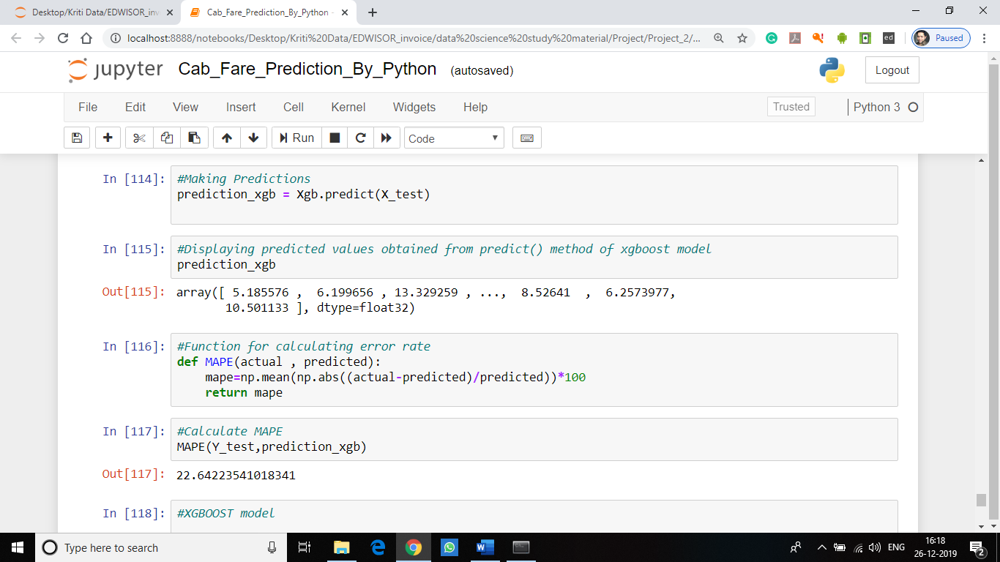 Desktop/Kriti Data/EDWISOR_inv
Cab_Fare_Prediction_By_Python -
localhost:8888/notebooks/Desktop/Kriti%20Data/EDWISOR_invoice/data%20science%20study%20material/Project/Project_2/...
ed
Paused
jupyter Cab_Fare_Prediction_By_Python (autosaved)
Logout
File Edit View Insert Cell Kernel Widgets Help Trusted Python 3
Run Code
In [114]: #Making Predictions
prediction_xgb = Xgb.predict(X_test)
In [115]: #Displaying predicted values obtained from predict() method of xgboost model
prediction_xgb
Out[115]: array([ 5.185576 ,  6.199656 , 13.329259 , ...,  8.52641  ,  6.2573977,
       10.501133 ], dtype=float32)
In [116]: #Function for calculating error rate
def MAPE(actual , predicted):
    mape=np.mean(np.abs((actual-predicted)/predicted))*100
    return mape
In [117]: #Calculate MAPE
MAPE(Y_test,prediction_xgb)
Out[117]: 22.64223541018341
In [118]: #XGBOOST model
Type here to search
ENG
16:18
26-12-2019
2